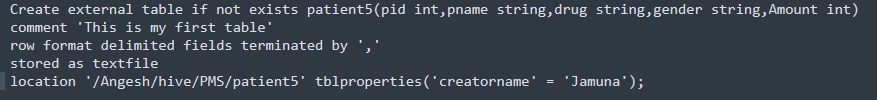 Create external table if not exists patient5(pid int,pname string,drug string,gender string,Amount int)
comment 'This is my first table'
row format delimited fields terminated by ','
stored as textfile
location '/Angesh/hive/PMS/patient5' tblproperties('creatorname' = 'Jamuna');